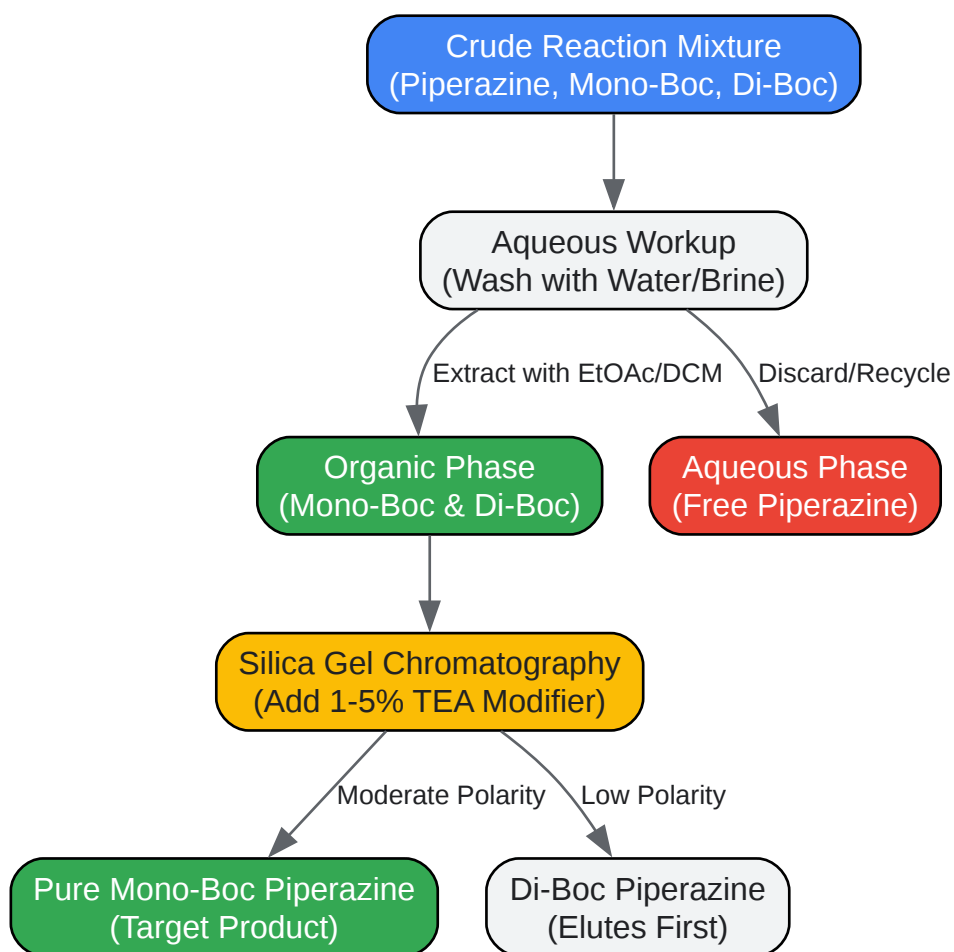 Crude Reaction Mixture
(Piperazine, Mono-Boc, Di-Boc)
Aqueous Workup
(Wash with Water/Brine)
Extract with EtOAc/DCM
Discard/Recycle
Organic Phase
(Mono-Boc & Di-Boc)
Aqueous Phase
(Free Piperazine)
Silica Gel Chromatography
(Add 1-5% TEA Modifier)
Moderate Polarity
Low Polarity
Pure Mono-Boc Piperazine
(Target Product)
Di-Boc Piperazine
(Elutes First)